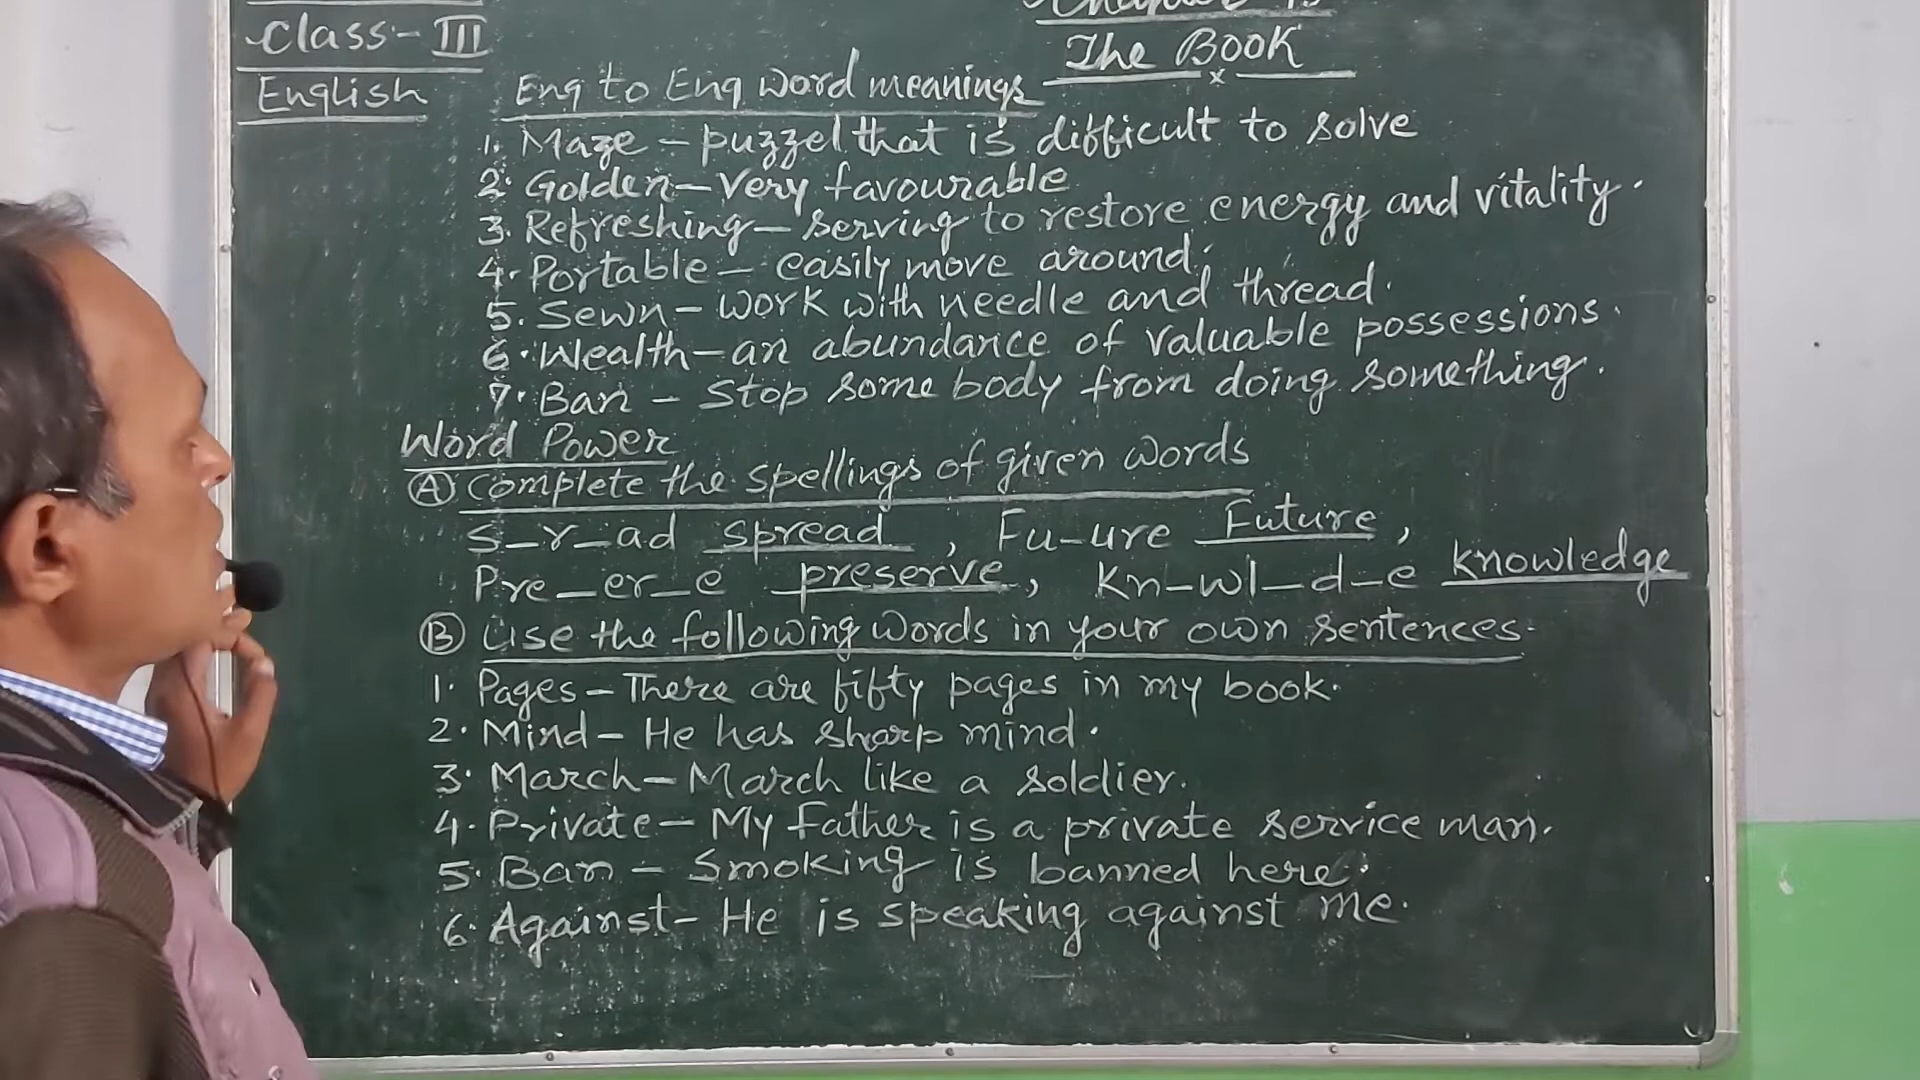 Class - III
The Book
English
Eng to Eng word meanings
1. Maze - puzzel that is difficult to solve
2. Golden - Very favourable
3. Refreshing - serving to restore energy and vitality.
4. Portable - easily move around.
5. Sewn - work with needle and thread.
6. Wealth - an abundance of valuable possessions.
7. Ban - Stop some body from doing something.
Word Power
(A) Complete the spellings of given words
S_r_ad spread, Fu_ure Future,
Pre_er_e preserve, Kn_wl_d_e knowledge
(B) Use the following words in your own sentences.
1. Pages - There are fifty pages in my book.
2. Mind - He has sharp mind.
3. March - March like a soldier.
4. Private - My Father is a private service man.
5. Ban - Smoking is banned here.
6. Against - He is speaking against me.